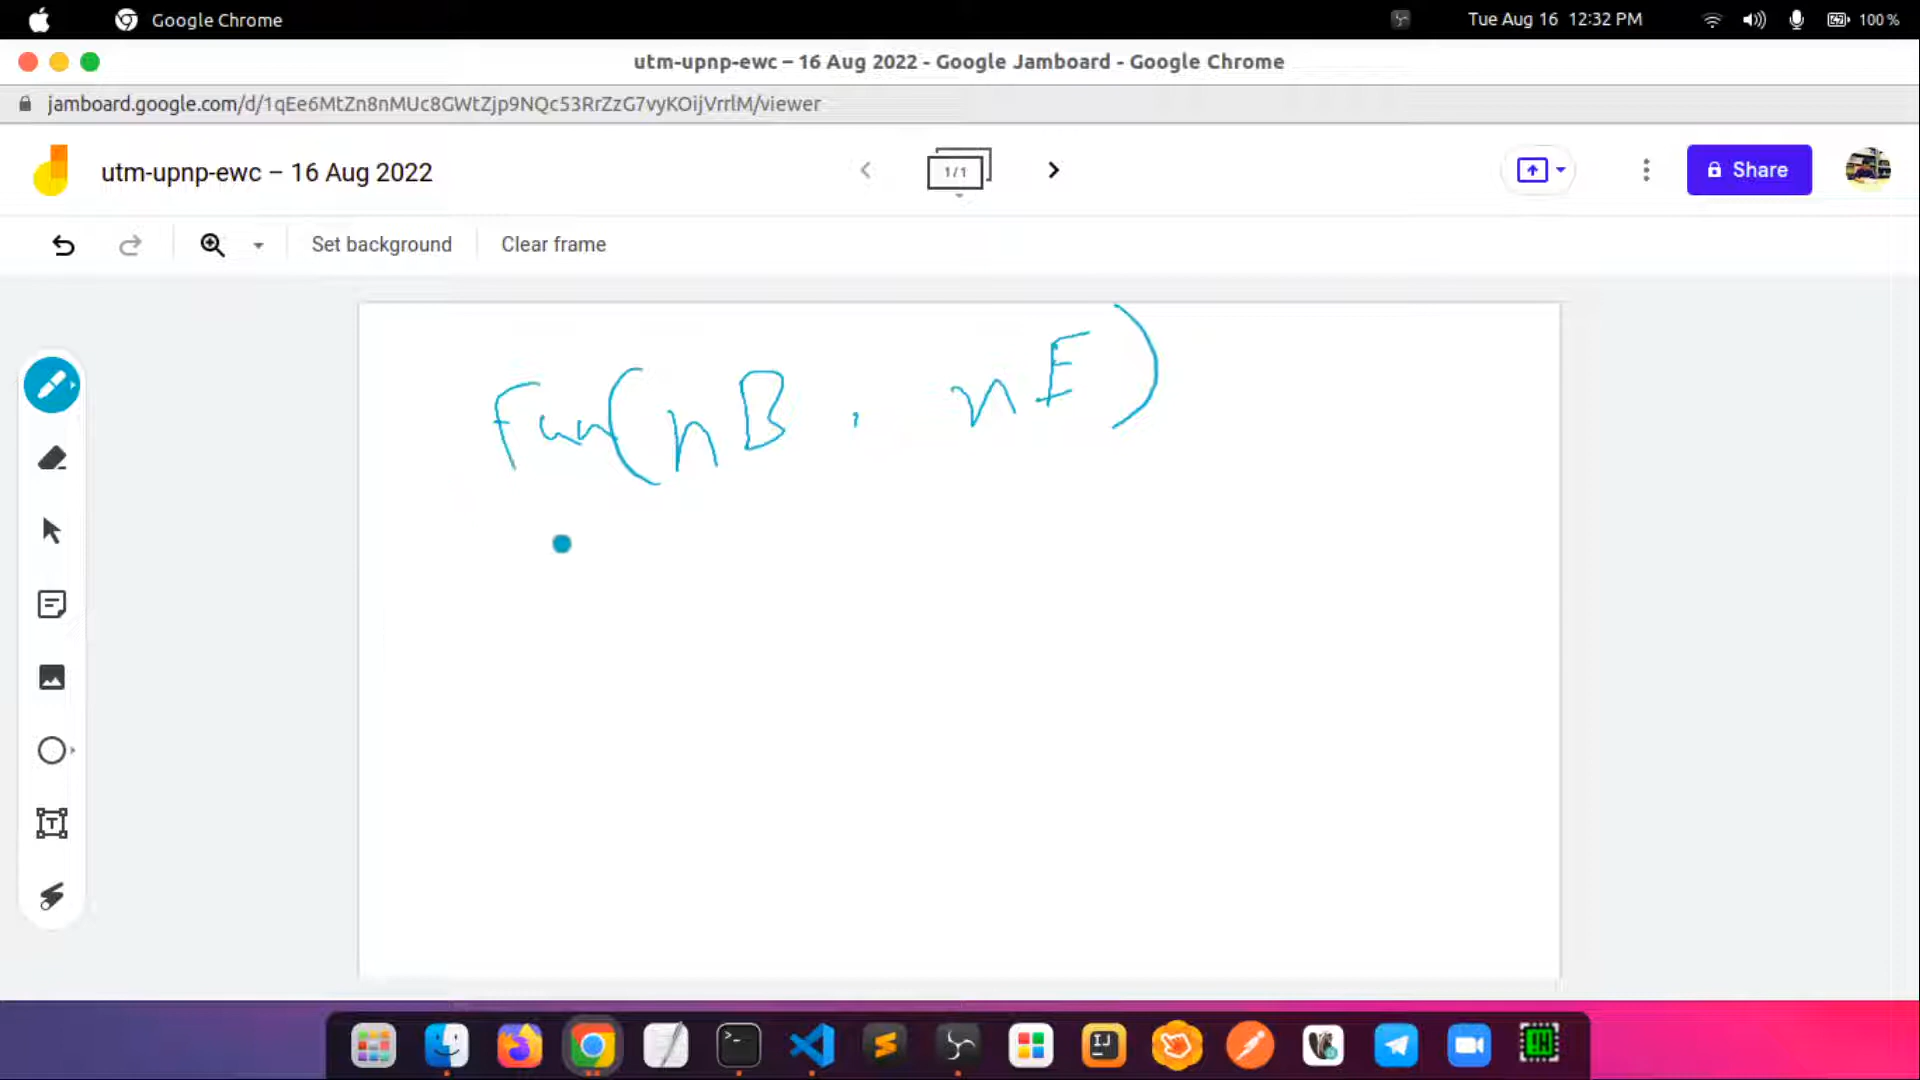 Google Chrome
Tue Aug 16 12:32 PM
100 %
utm-upnp-ewc – 16 Aug 2022 - Google Jamboard - Google Chrome
jamboard.google.com/d/1qEe6MtZn8nMUc8GWtZjp9NQc53RrZzG7vyKOijVrrlM/viewer
utm-upnp-ewc – 16 Aug 2022
1/1
Share
Set background
Clear frame
Fun(nB , nE)